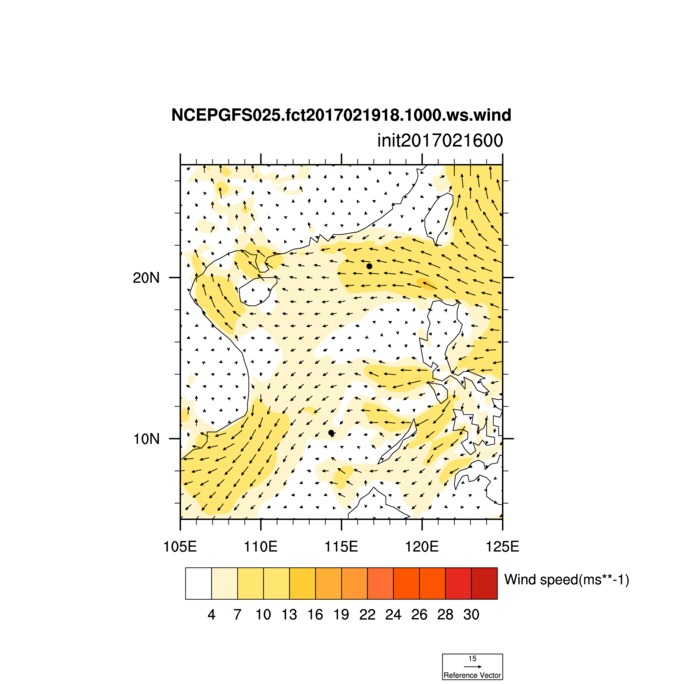 NCEPGFS025.fct2017021918.1000.ws.wind
init2017021600
20N
10N
105E 110E 115E 120E 125E
Wind speed(ms**-1)
4 7 10 13 16 19 22 24 26 28 30
15
Reference Vector